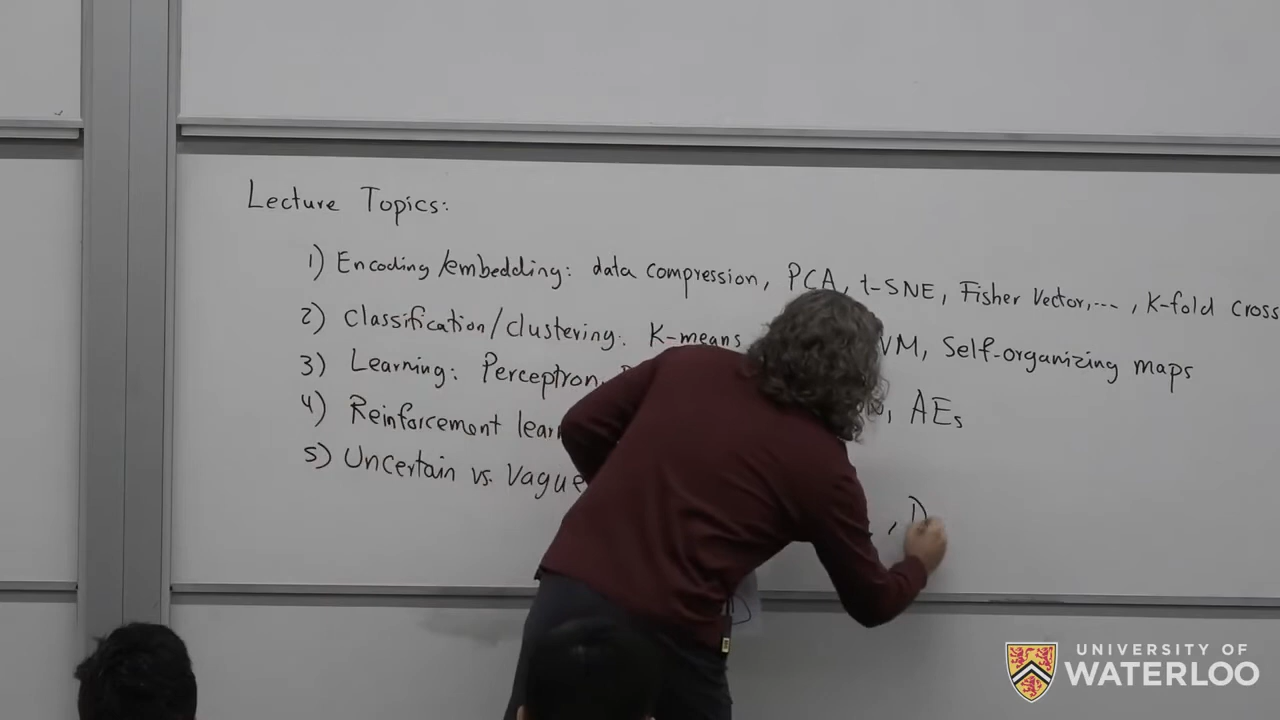 Lecture Topics:
1) Encoding/embedding: data compression, PCA, t-SNE, Fisher Vector,... , K-fold cross
2) Classification/clustering: K-means VM, Self-organizing maps
3) Learning: Perceptron, AEs
4) Reinforcement lear
5) Uncertain vs. Vague , D
UNIVERSITY OF
WATERLOO